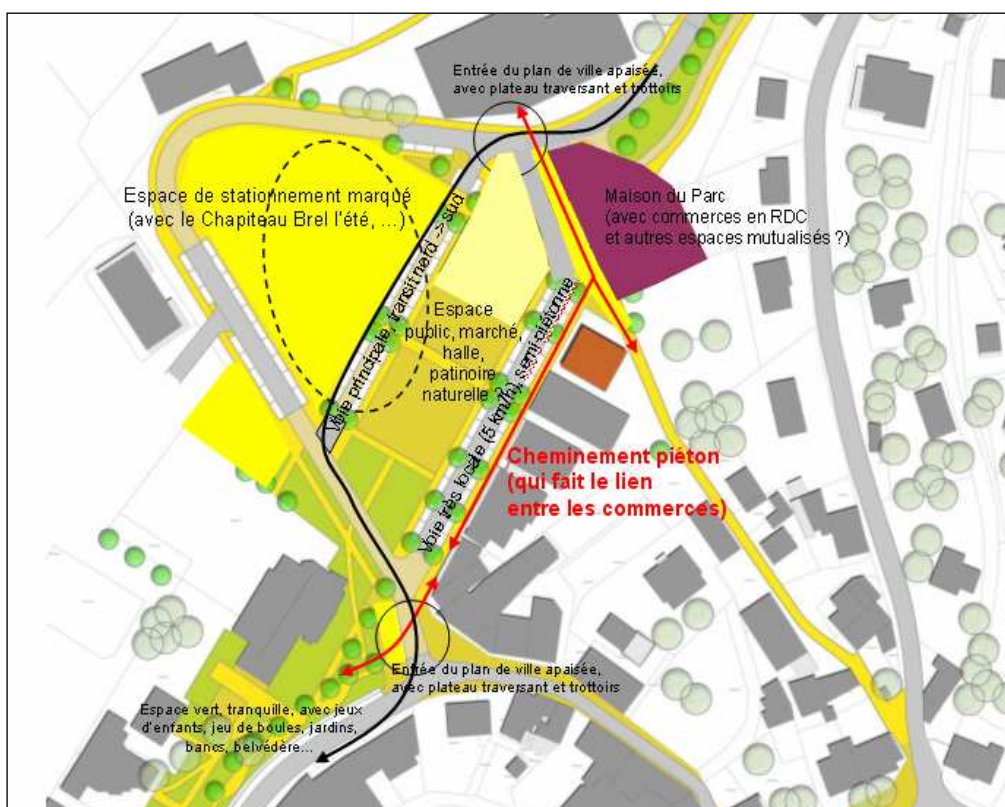 Entrée du plan de ville apaisée,
avec plateau traversant et trottoirs
Espace de stationnement marqué
(avec le Chapiteau Brel l'été, ...)
Maison du Parc
(avec commerces en RDC
et autres espaces mutualisés ?)
Voie principale, transit nord > sud
Espace
public, marché,
halle,
patinoire
naturelle ?
Voie très locale (5 km/h), semi-piétonne
Cheminement piéton
(qui fait le lien
entre les commerces)
Entrée du plan de ville apaisée,
avec plateau traversant et trottoirs
Espace vert, tranquille, avec jeux
d'enfants, jeu de boules, jardins,
bancs, belvédère...